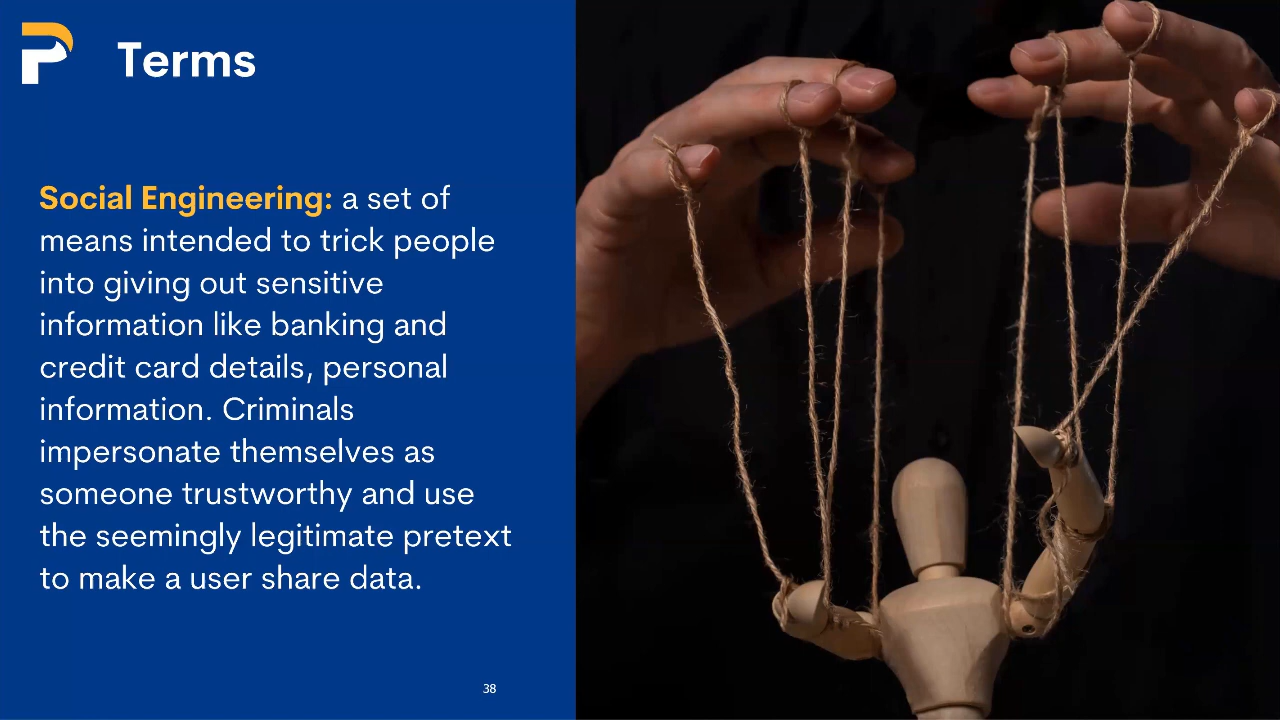 Terms
Social Engineering: a set of
means intended to trick people
into giving out sensitive
information like banking and
credit card details, personal
information. Criminals
impersonate themselves as
someone trustworthy and use
the seemingly legitimate pretext
to make a user share data.
38